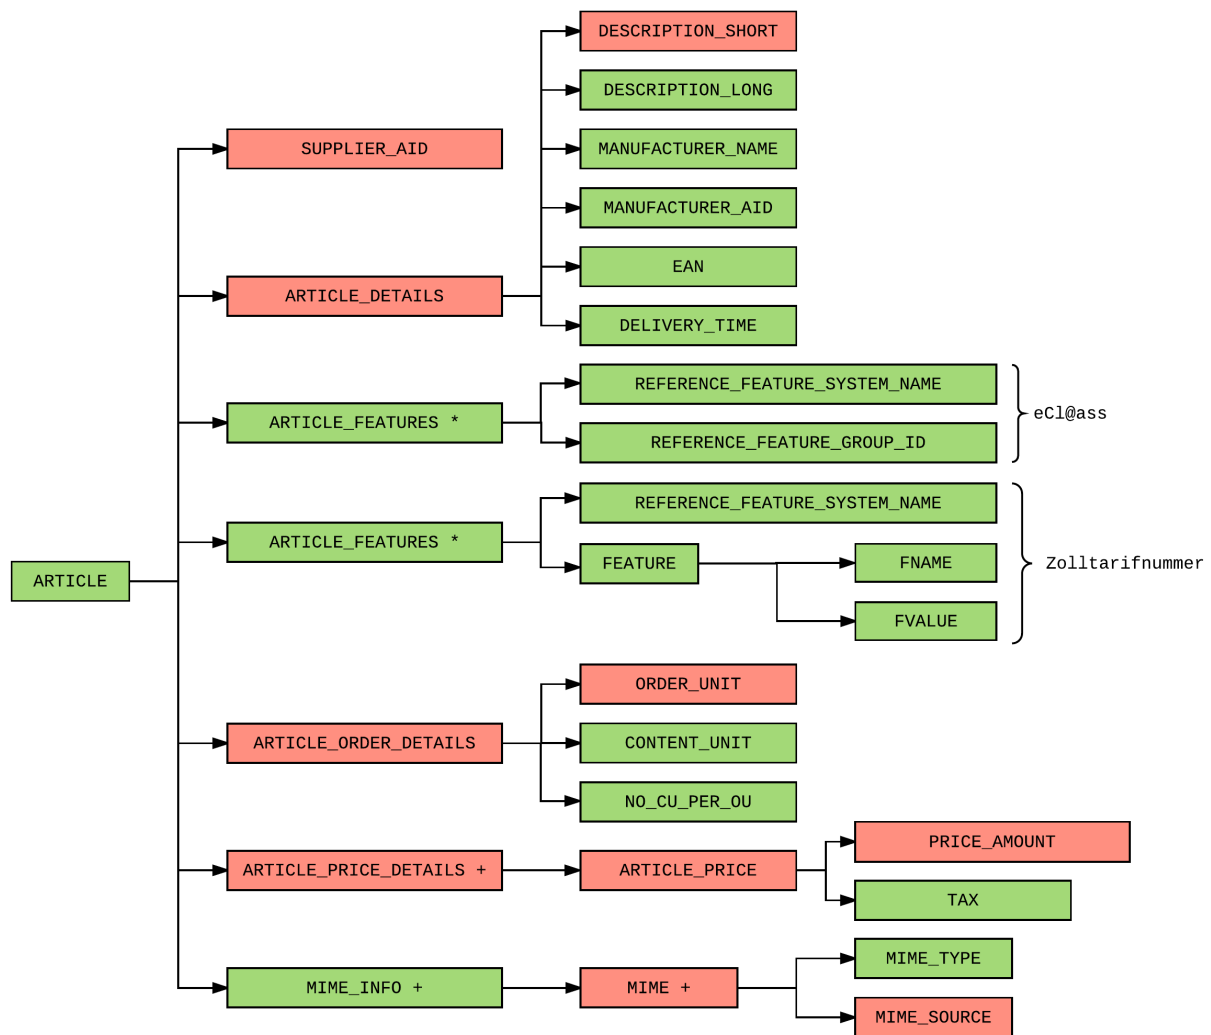 DESCRIPTION_SHORT
DESCRIPTION_LONG
SUPPLIER_AID
MANUFACTURER_NAME
MANUFACTURER_AID
EAN
ARTICLE_DETAILS
DELIVERY_TIME
REFERENCE_FEATURE_SYSTEM_NAME
ARTICLE_FEATURES *
eCl@ass
REFERENCE_FEATURE_GROUP_ID
REFERENCE_FEATURE_SYSTEM_NAME
ARTICLE_FEATURES *
FEATURE
FNAME
Zolltarifnummer
ARTICLE
FVALUE
ORDER_UNIT
ARTICLE_ORDER_DETAILS
CONTENT_UNIT
NO_CU_PER_OU
PRICE_AMOUNT
ARTICLE_PRICE_DETAILS +
ARTICLE_PRICE
TAX
MIME_TYPE
MIME_INFO +
MIME +
MIME_SOURCE